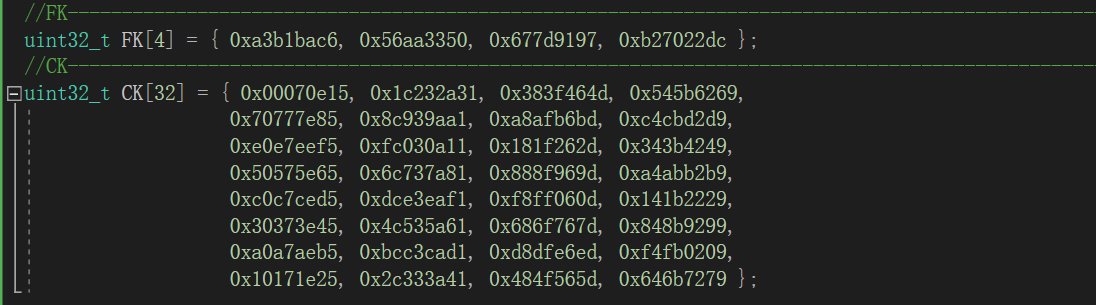 //FK--------------------------------------------------------------------------------------------------------
uint32_t FK[4] = { 0xa3b1bac6, 0x56aa3350, 0x677d9197, 0xb27022dc };
//CK--------------------------------------------------------------------------------------------------------
uint32_t CK[32] = { 0x00070e15, 0x1c232a31, 0x383f464d, 0x545b6269,
0x70777e85, 0x8c939aa1, 0xa8afb6bd, 0xc4cbd2d9,
0xe0e7eef5, 0xfc030a11, 0x181f262d, 0x343b4249,
0x50575e65, 0x6c737a81, 0x888f969d, 0xa4abb2b9,
0xc0c7ced5, 0xdce3eaf1, 0xf8ff060d, 0x141b2229,
0x30373e45, 0x4c535a61, 0x686f767d, 0x848b9299,
0xa0a7aeb5, 0xbcc3cad1, 0xd8dfe6ed, 0xf4fb0209,
0x10171e25, 0x2c333a41, 0x484f565d, 0x646b7279 };